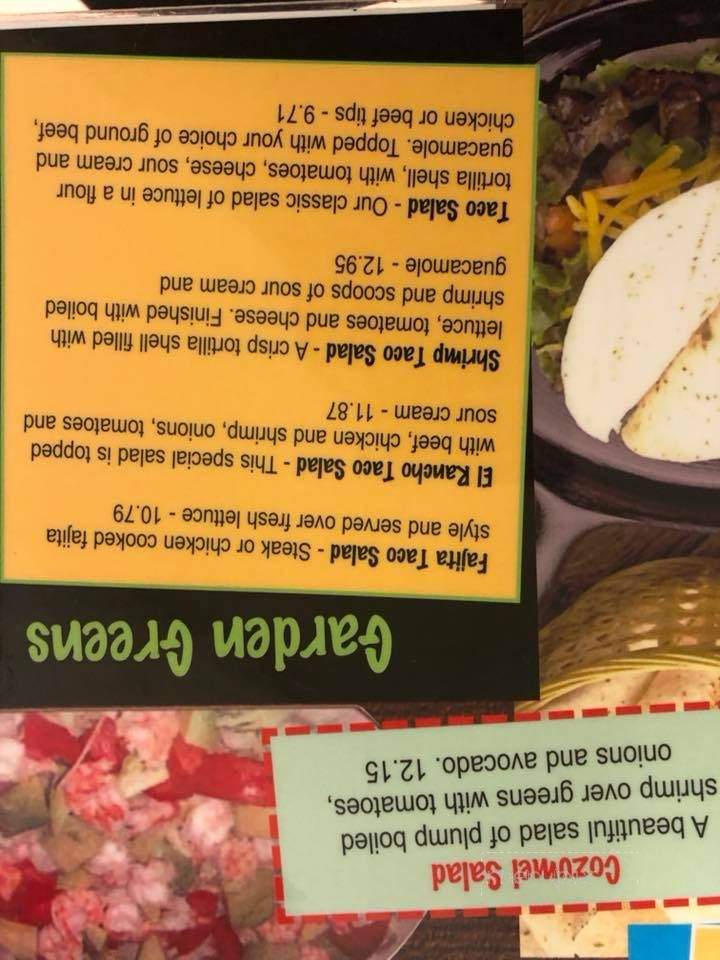 Cozumel Salad
A beautiful salad of plump boiled
shrimp over greens with tomatoes,
onions and avocado. 12.15
Garden Greens
Fajita Taco Salad - Steak or chicken cooked fajita
style and served over fresh lettuce - 10.79
El Rancho Taco Salad - This special salad is topped
with beef, chicken and shrimp, onions, tomatoes and
sour cream - 11.87
Shrimp Taco Salad - A crisp tortilla shell filled with
lettuce, tomatoes and cheese. Finished with boiled
shrimp and scoops of sour cream and
guacamole - 12.95
Taco Salad - Our classic salad of lettuce in a flour
tortilla shell, with tomatoes, cheese, sour cream and
guacamole. Topped with your choice of ground beef,
chicken or beef tips - 9.71